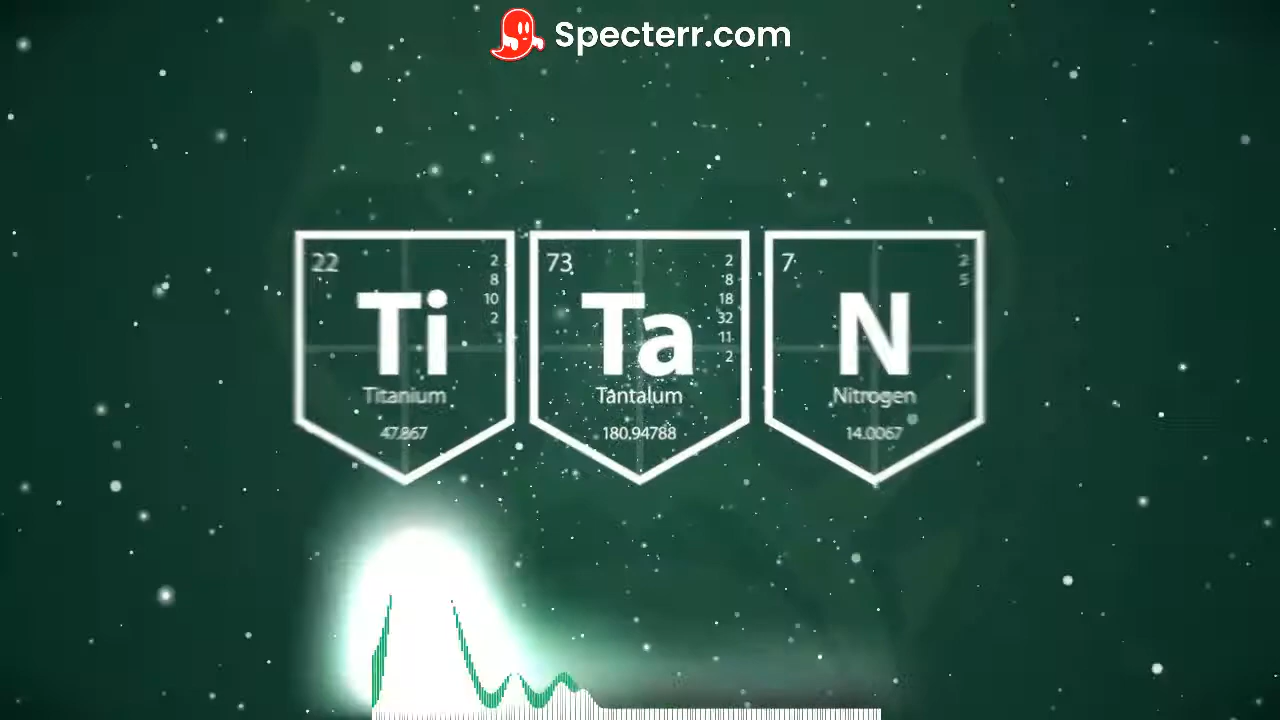 Specterr.com
22
2
8
10
2
Ti
Titanium
47.867
73
2
8
18
32
11
2
Ta
Tantalum
180.94788
7
2
5
N
Nitrogen
14.0067